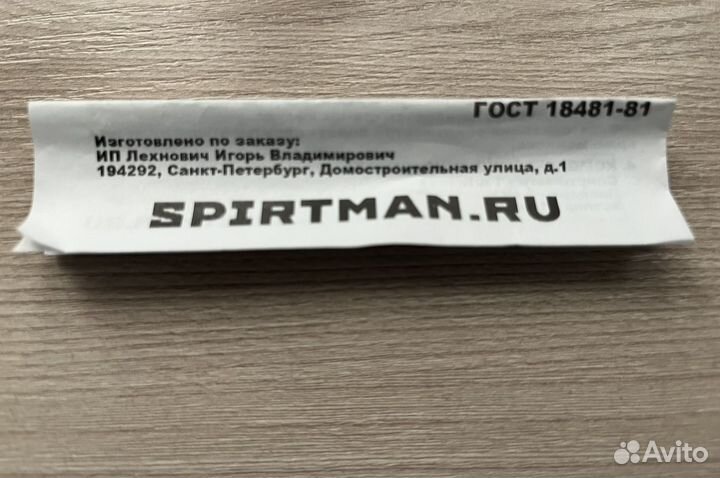 ГОСТ 18481-81
Изготовлено по заказу:
ИП Лехнович Игорь Владимирович
194292, Санкт-Петербург, Домостроительная улица, д.1
SPIRTMAN.RU
Avito